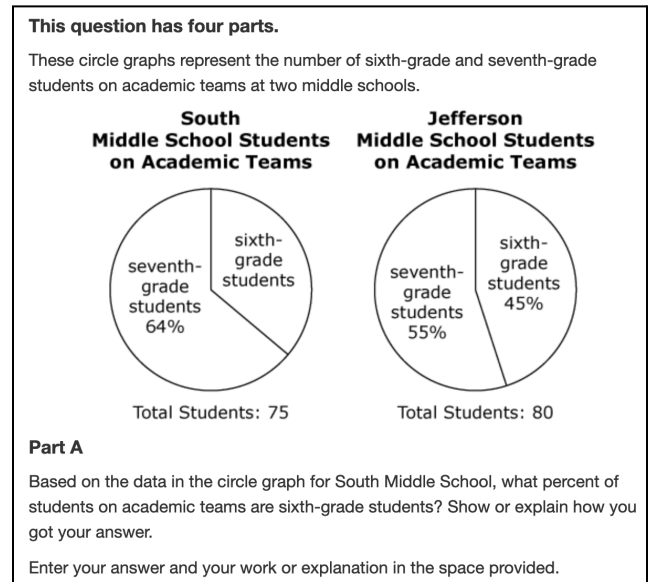 This question has four parts.
These circle graphs represent the number of sixth-grade and seventh-grade
students on academic teams at two middle schools.
South
Middle School Students
on Academic Teams
seventh-
grade
students
64%
sixth-
grade
students
Total Students: 75
Jefferson
Middle School Students
on Academic Teams
seventh-
grade
students
55%
sixth-
grade
students
45%
Total Students: 80
Part A
Based on the data in the circle graph for South Middle School, what percent of
students on academic teams are sixth-grade students? Show or explain how you
got your answer.
Enter your answer and your work or explanation in the space provided.